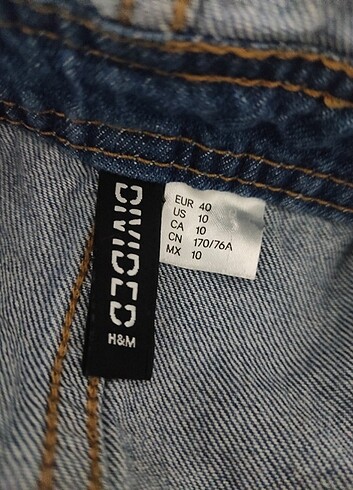 DIVIDED
H&M
EUR 40
US 10
CA 10
CN 170/76A
MX 10